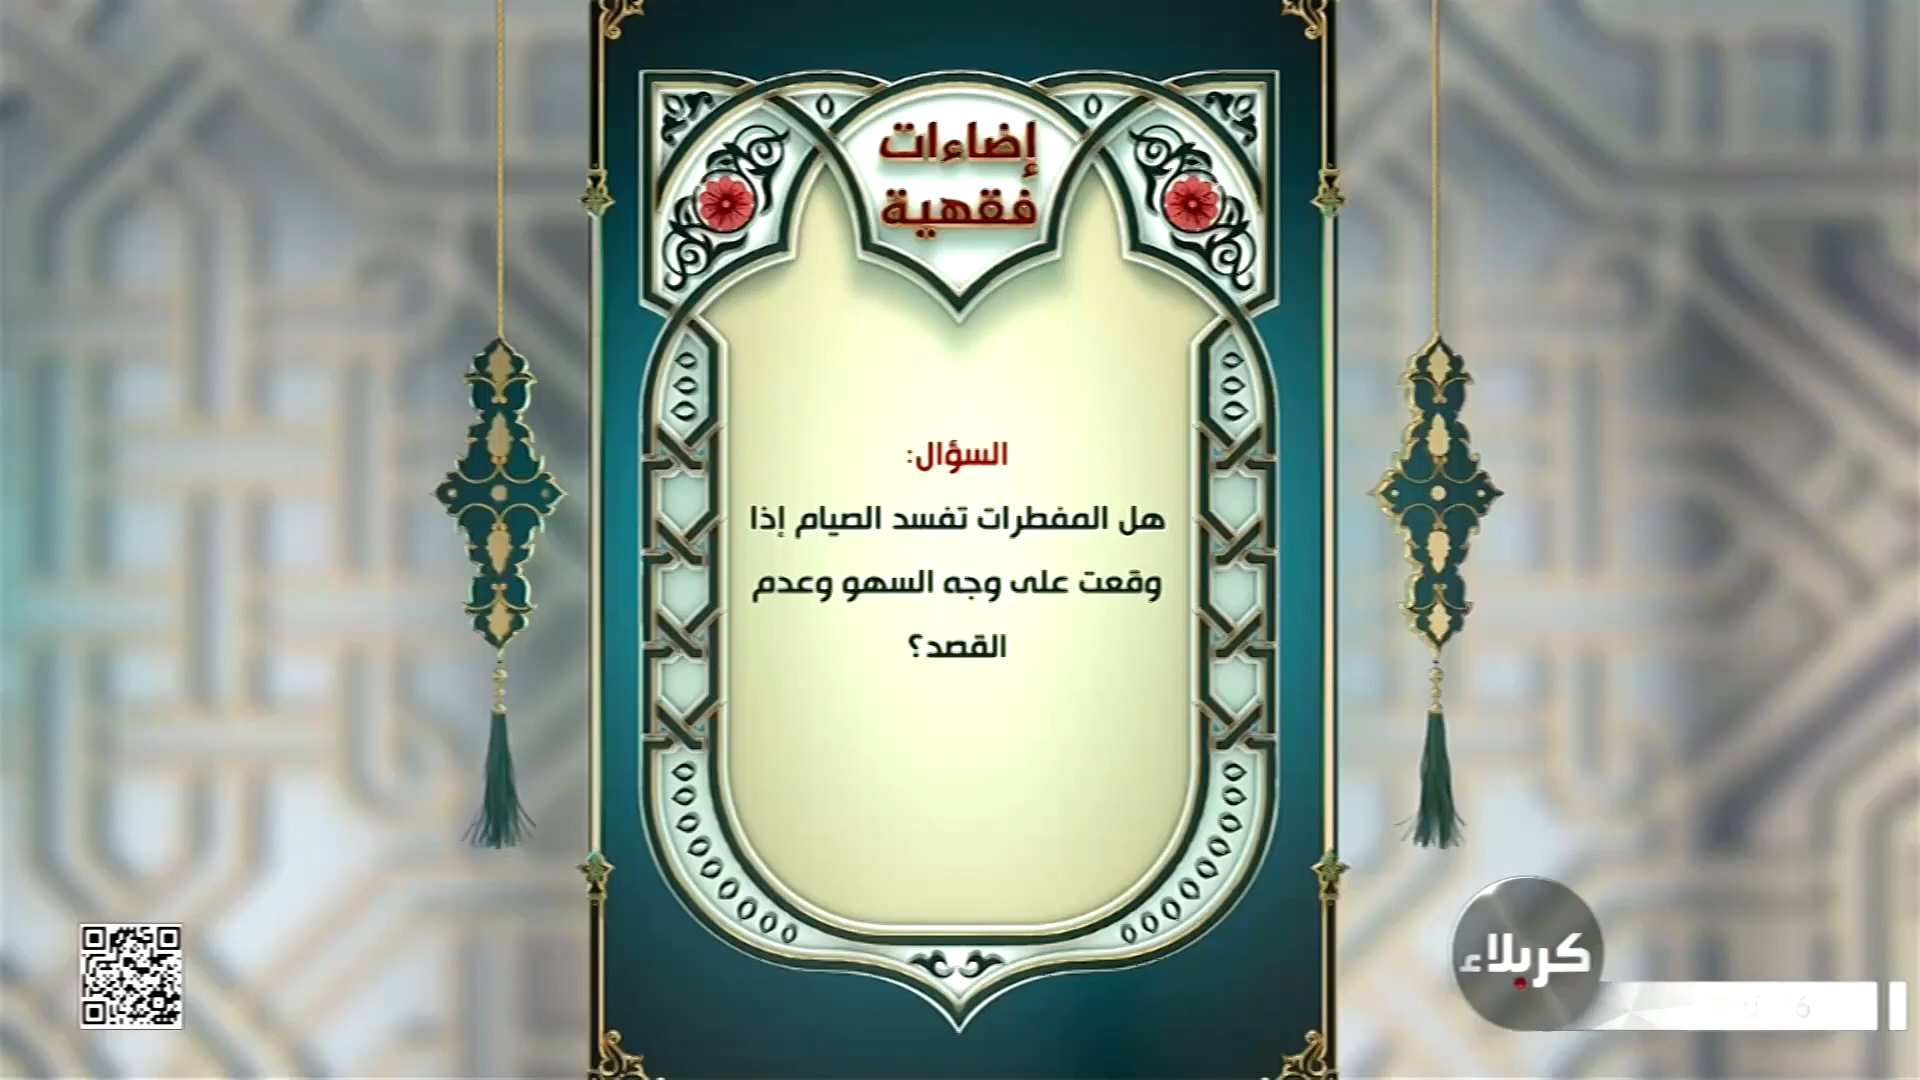 إضاءات
فقهية
السؤال:
هل المفطرات تفسد الصيام إذا
وقعت على وجه السهو وعدم
القصد؟
كربلاء